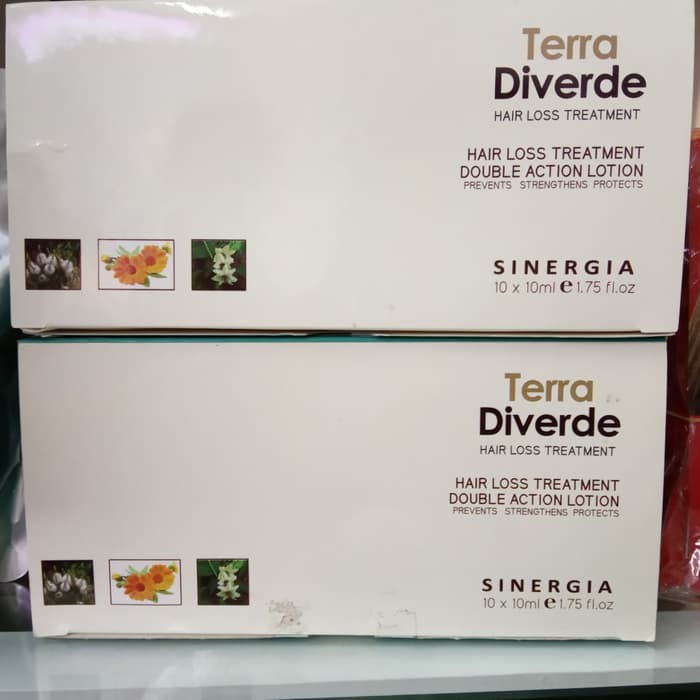 Terra
Diverde
HAIR LOSS TREATMENT
HAIR LOSS TREATMENT
DOUBLE ACTION LOTION
PREVENTS STRENGTHENS PROTECTS
SINERGIA
10 x 10ml e 1.75 fl.oz
Terra
Diverde
HAIR LOSS TREATMENT
HAIR LOSS TREATMENT
DOUBLE ACTION LOTION
PREVENTS STRENGTHENS PROTECTS
SINERGIA
10 x 10ml e 1.75 fl.oz